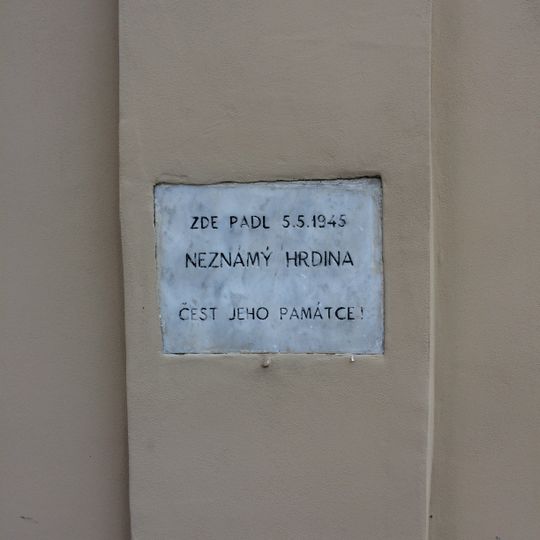 ZDE PADL 5.5.1945
NEZNÁMÝ HRDINA
ČEST JEHO PAMÁTCE!